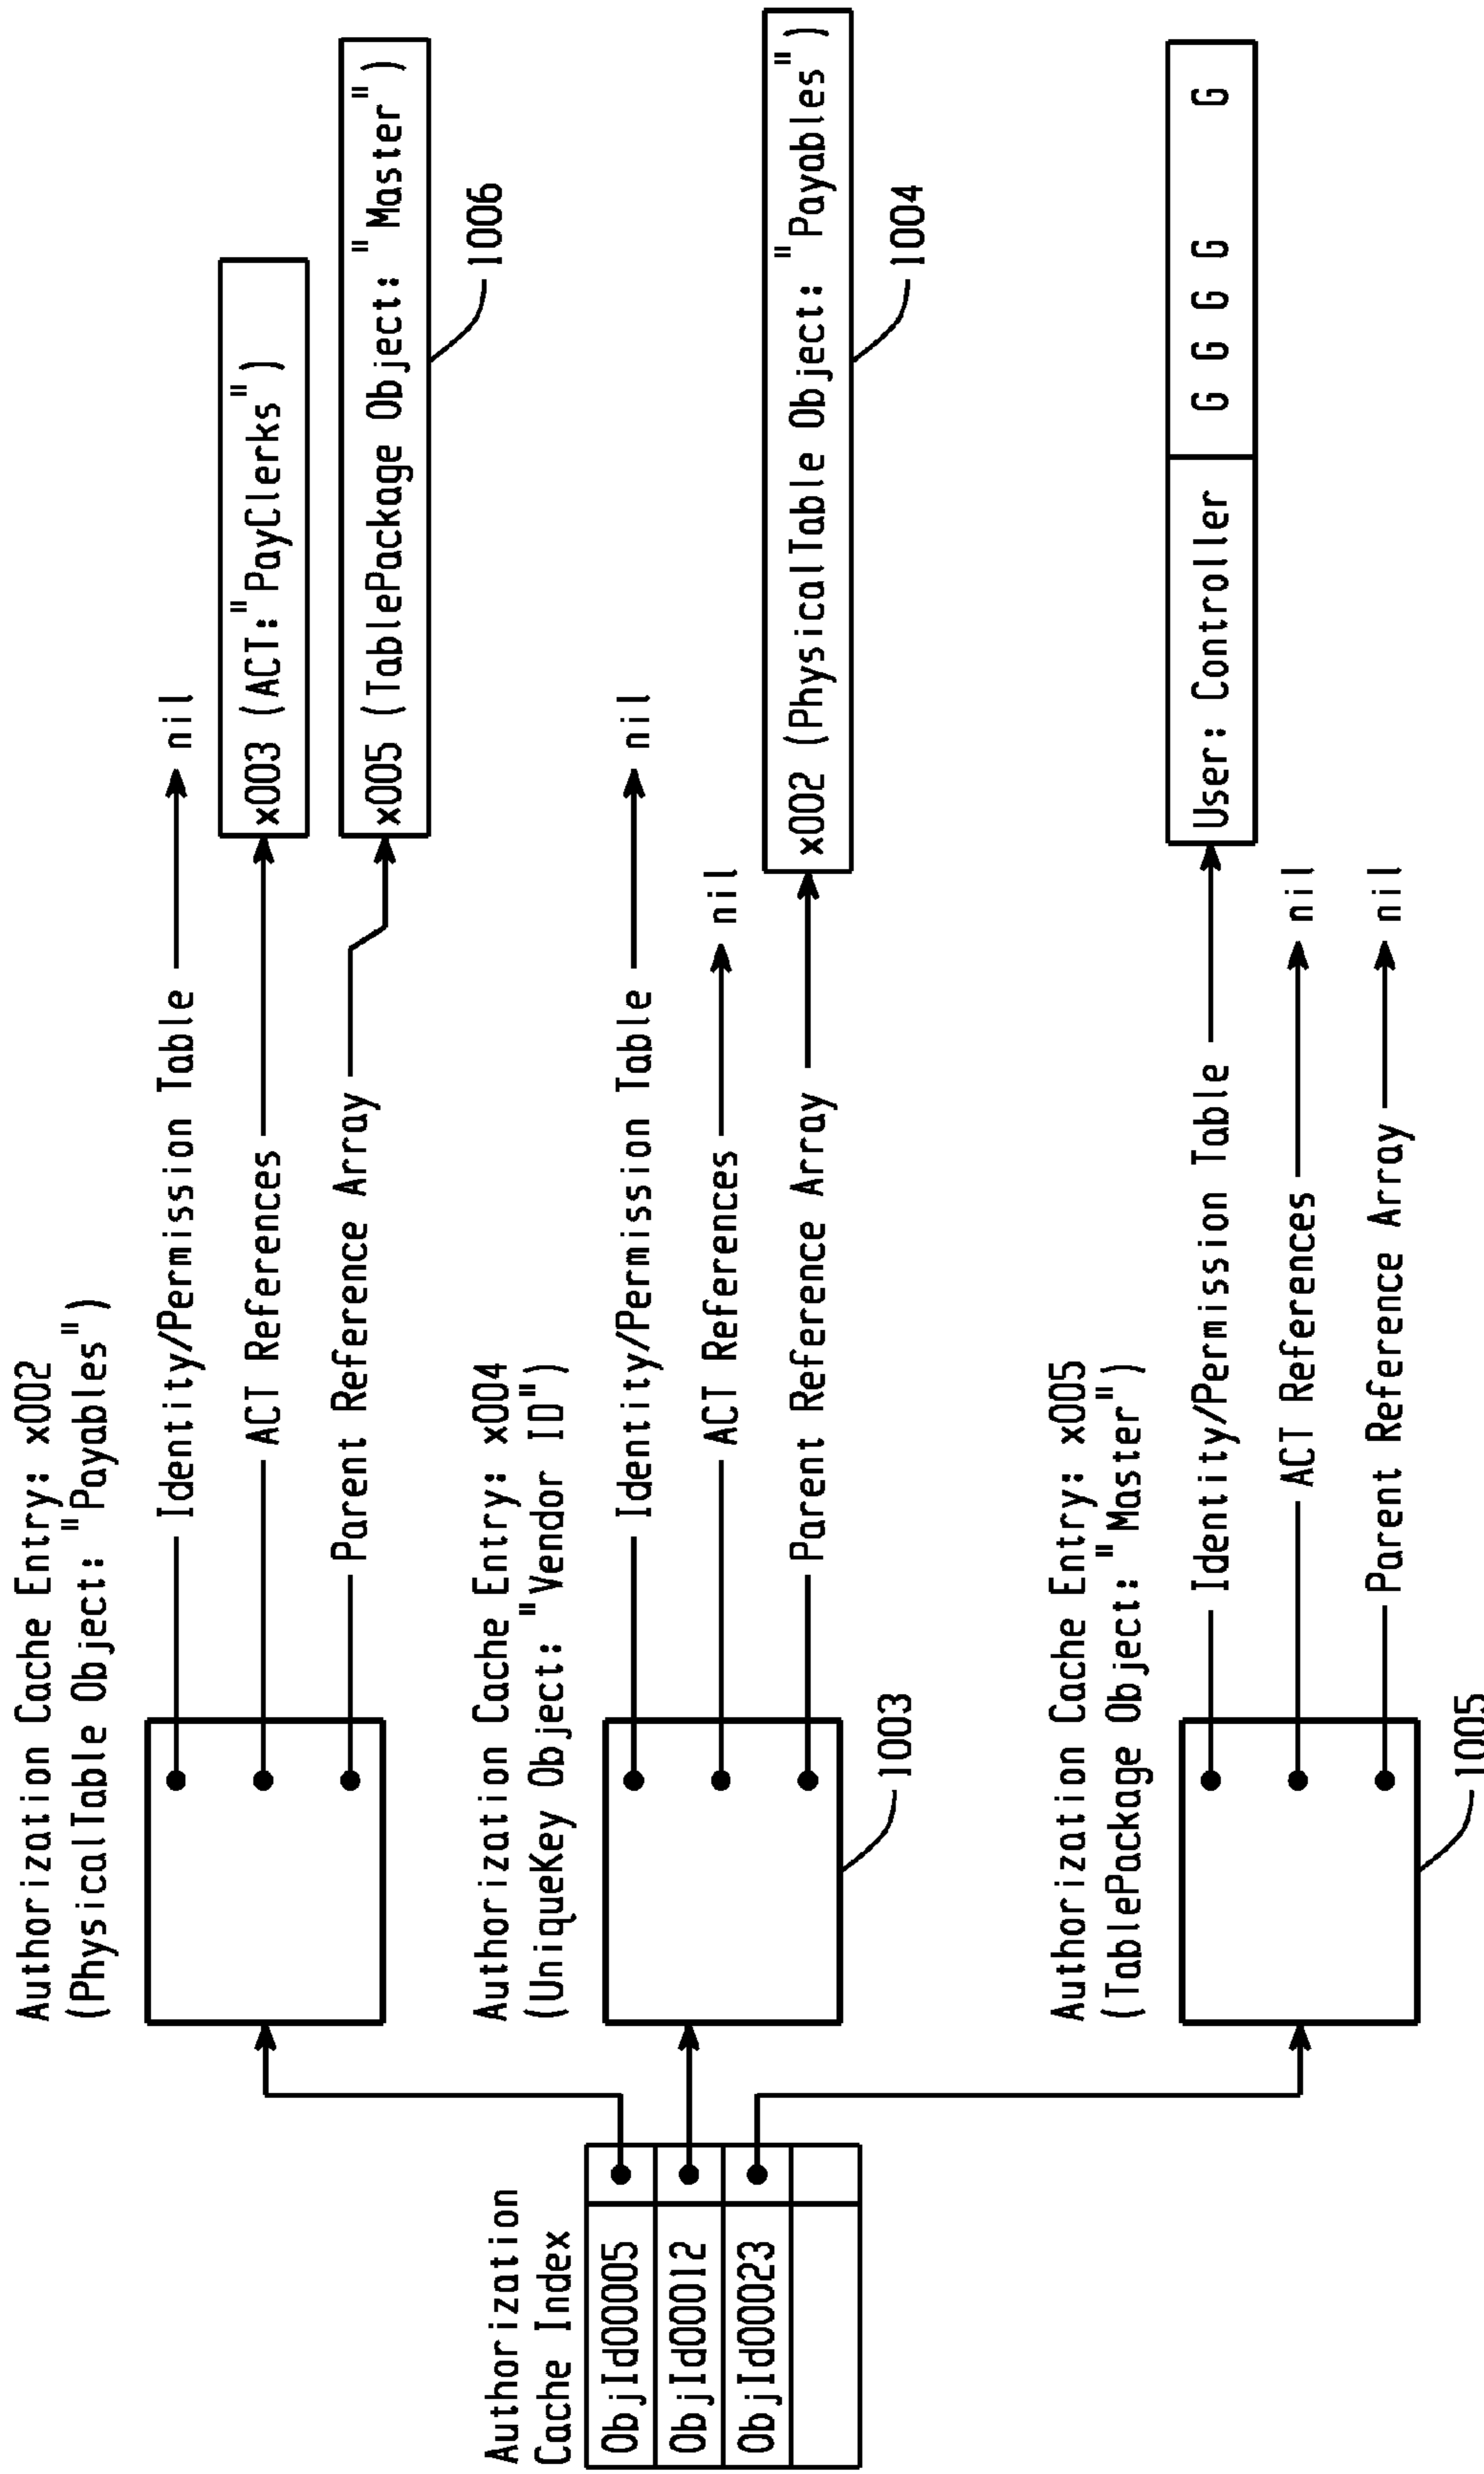 Authorization
Cache Index
ObjId00005
ObjId00012
ObjId00023
Authorization Cache Entry: x002
(PhysicalTable Object: "Payables")
Identity/Permission Table
nil
ACT References
x003 (ACT:"PayClerks")
Parent Reference Array
x005 (TablePackage Object: "Master")
1006
Authorization Cache Entry: x004
(UniqueKey Object: "Vendor ID")
Identity/Permission Table
nil
ACT References
nil
Parent Reference Array
x002 (PhysicalTable Object: "Payables")
1003
1004
Authorization Cache Entry: x005
(TablePackage Object: "Master")
Identity/Permission Table
User: Controller
G G G G G
ACT References
nil
Parent Reference Array
nil
1005